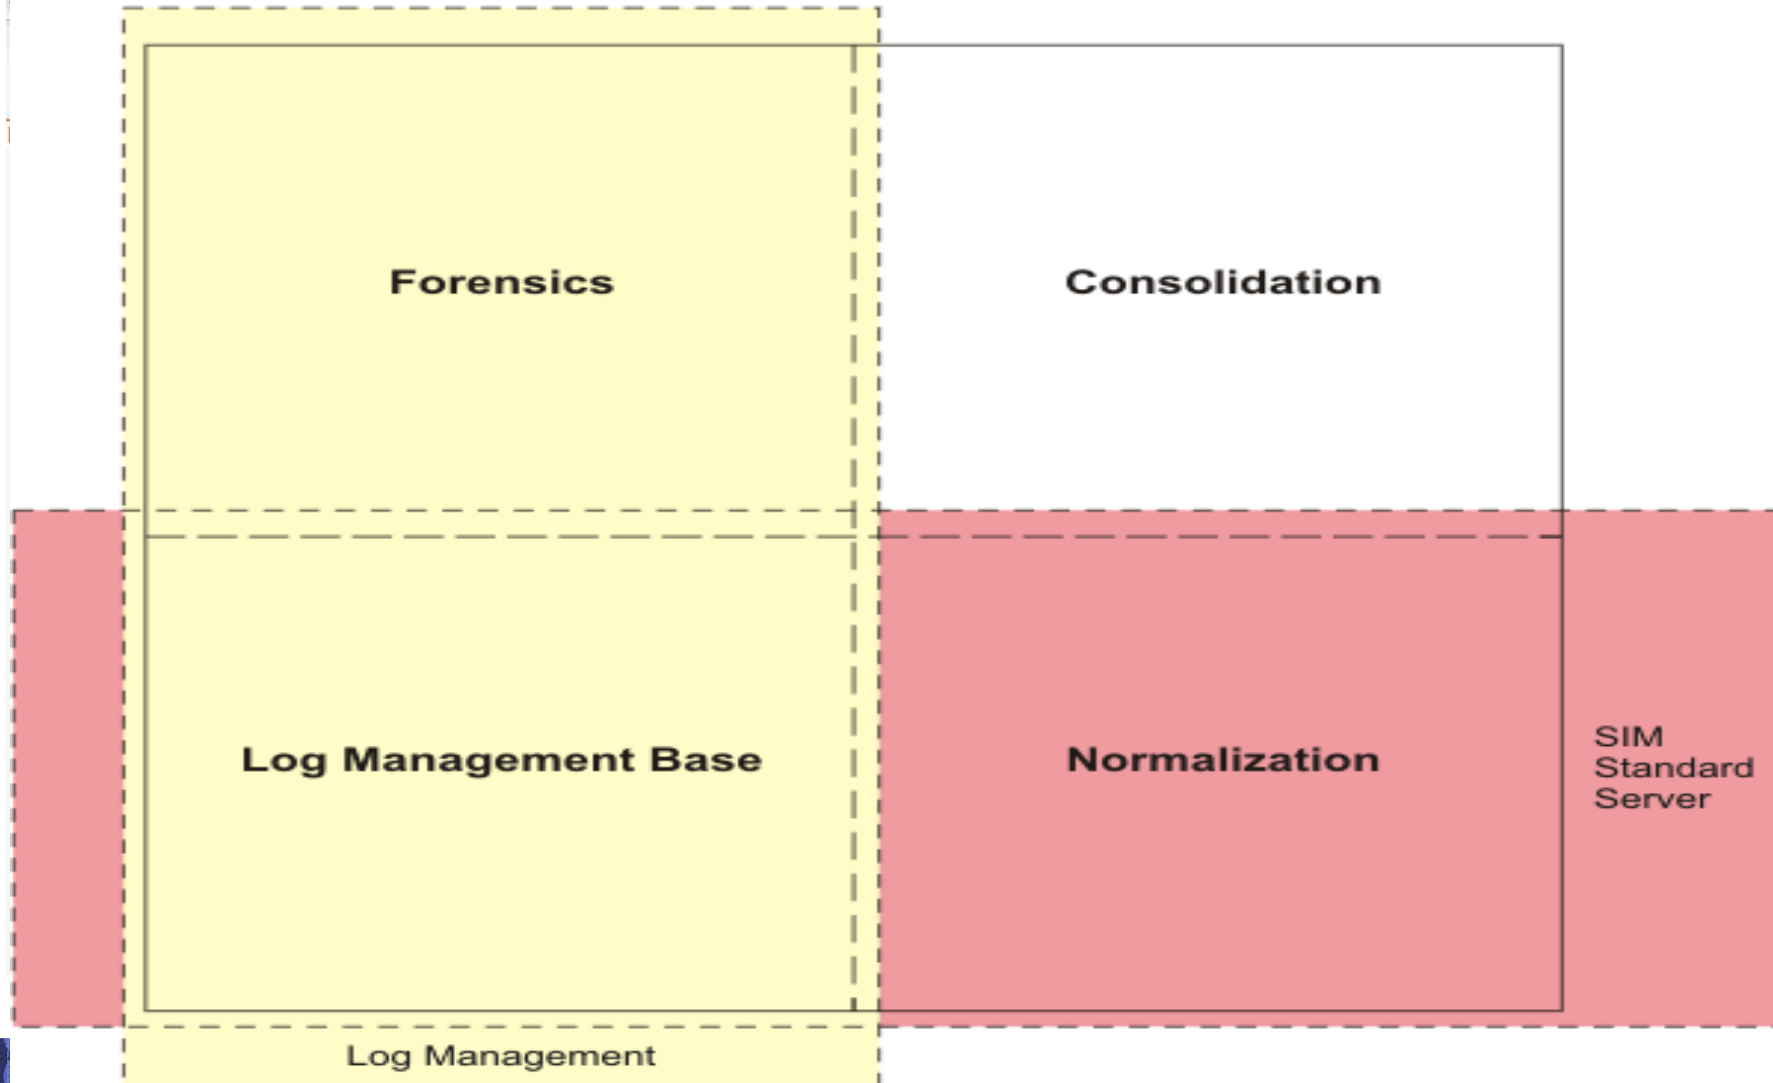 Forensics
Consolidation
Log Management Base
Normalization
SIM
Standard
Server
Log Management